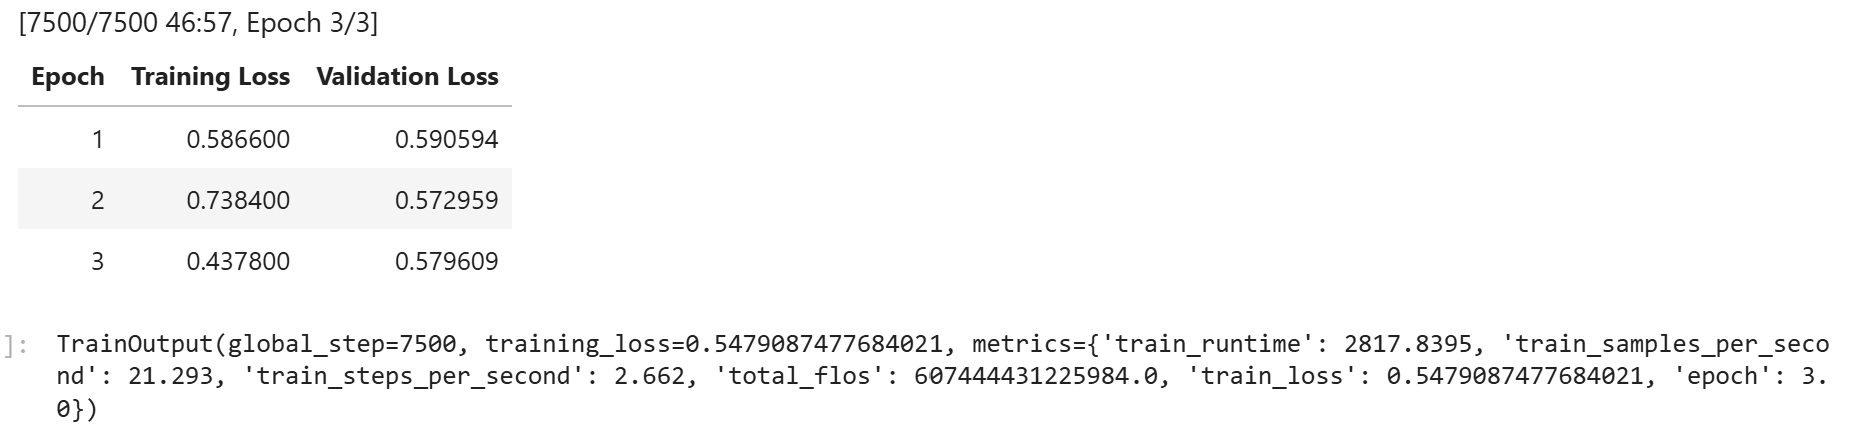 [7500/7500 46:57, Epoch 3/3]
Epoch Training Loss Validation Loss
1 0.586600 0.590594
2 0.738400 0.572959
3 0.437800 0.579609
]: TrainOutput(global_step=7500, training_loss=0.5479087477684021, metrics={'train_runtime': 2817.8395, 'train_samples_per_seco
nd': 21.293, 'train_steps_per_second': 2.662, 'total_flos': 607444431225984.0, 'train_loss': 0.5479087477684021, 'epoch': 3.
0})